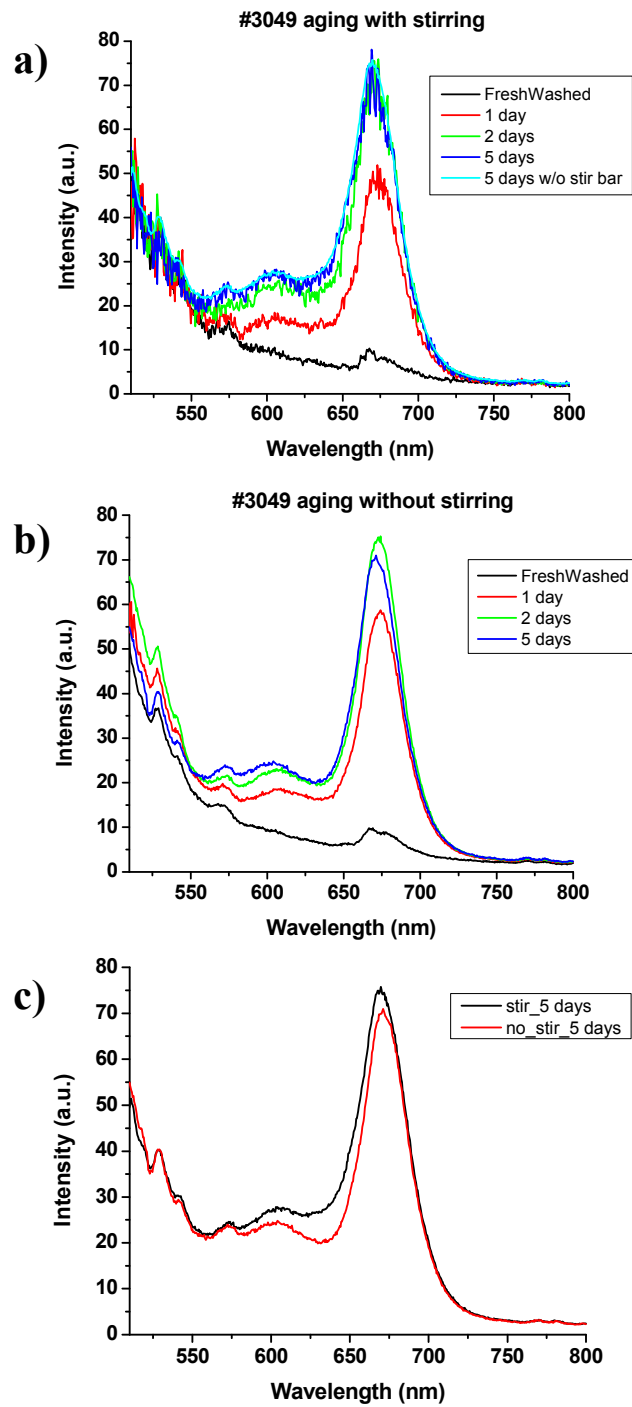 #3049 aging with stirring
a)
80
70
60
50
40
30
20
10
0
Intensity (a.u.)
FreshWashed
1 day
2 days
5 days
5 days w/o stir bar
550 600 650 700 750 800
Wavelength (nm)
#3049 aging without stirring
b)
80
70
60
50
40
30
20
10
0
Intensity (a.u.)
FreshWashed
1 day
2 days
5 days
550 600 650 700 750 800
Wavelength (nm)
c)
80
70
60
50
40
30
20
10
0
Intensity (a.u.)
stir_5 days
no_stir_5 days
550 600 650 700 750 800
Wavelength (nm)